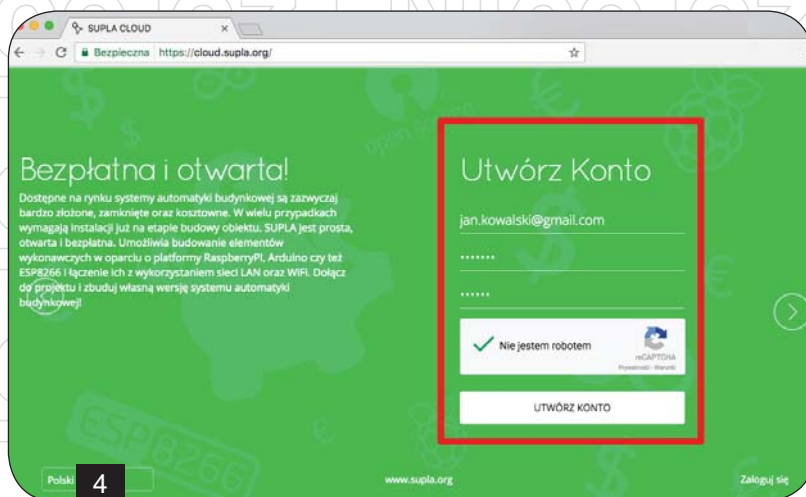 SUPLA CLOUD
Bezpieczna https://cloud.supla.org/
Bezpłatna i otwarta!
Dostępne na rynku systemy automatyki budynkowej są zazwyczaj
bardzo złożone, zamknięte oraz kosztowne. W wielu przypadkach
wymagają instalacji już na etapie budowy obiektu. SUPLA jest prosta,
otwarta i bezpłatna. Umożliwia budowanie elementów
wykonawczych w oparciu o platformy RaspberryPI, Arduino czy też
ESP8266 i łączenie ich z wykorzystaniem sieci LAN oraz WiFi. Dołącz
do projektu i zbuduj własną wersję systemu automatyki
budynkowej!
Utwórz Konto
jan.kowalski@gmail.com
Nie jestem robotem
reCAPTCHA
Prywatność - Warunki
UTWÓRZ KONTO
open source
ESP8266
Polski
4
www.supla.org
Zaloguj się